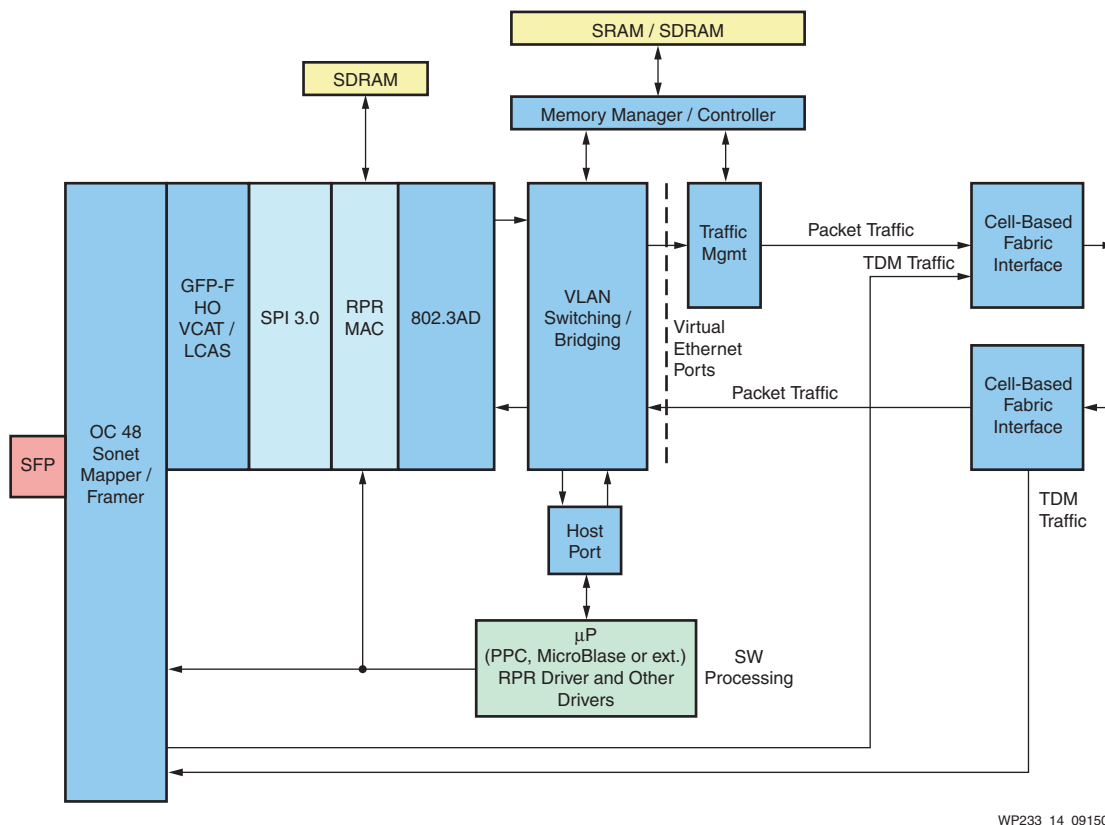 SRAM / SDRAM
SDRAM
Memory Manager / Controller
GFP-F
HO
VCAT /
LCAS
SPI 3.0
RPR
MAC
802.3AD
VLAN
Switching /
Bridging
Traffic
Mgmt
Packet Traffic
TDM Traffic
Cell-Based
Fabric
Interface
Virtual
Ethernet
Ports
Packet Traffic
Cell-Based
Fabric
Interface
SFP
OC 48
Sonet
Mapper /
Framer
TDM
Traffic
Host
Port
μP
(PPC, MicroBlase or ext.)
RPR Driver and Other
Drivers
SW
Processing
WP233_14_09150